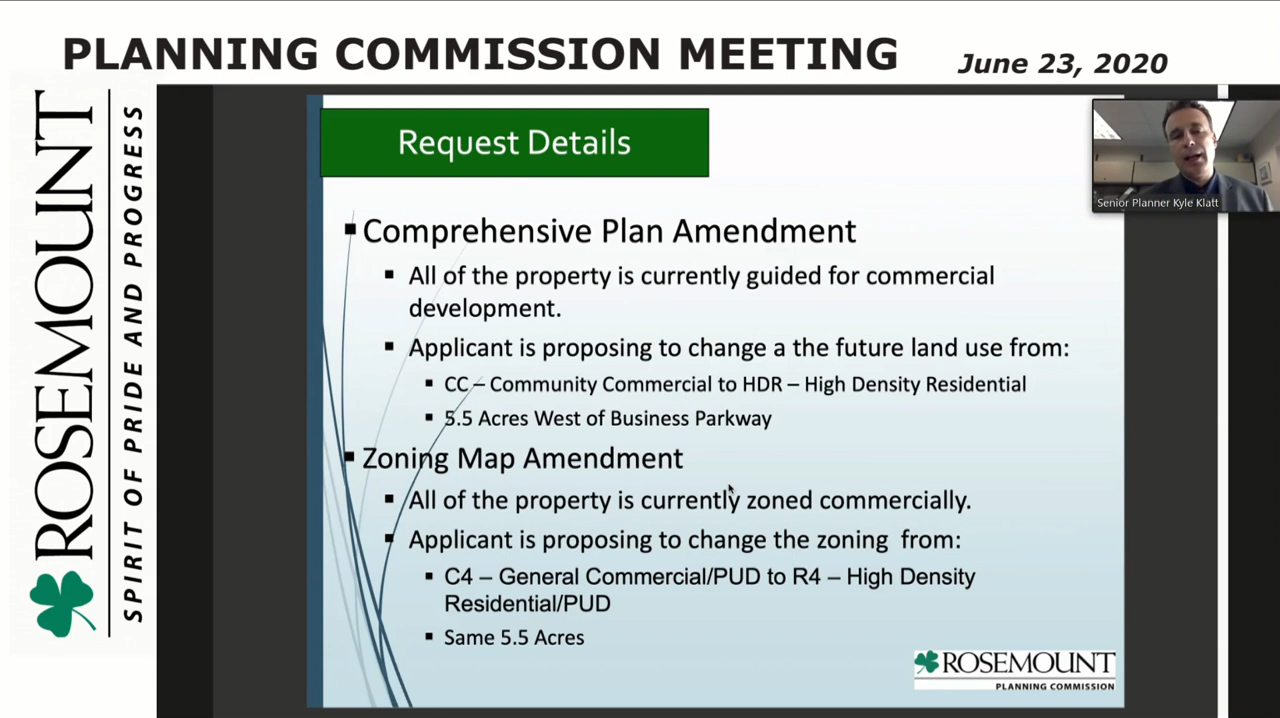 PLANNING COMMISSION MEETING
June 23, 2020
ROSEMOUNT
SPIRIT OF PRIDE AND PROGRESS
Request Details
Senior Planner Kyle Klatt
▪ Comprehensive Plan Amendment
▪ All of the property is currently guided for commercial
development.
▪ Applicant is proposing to change a the future land use from:
▪ CC – Community Commercial to HDR – High Density Residential
▪ 5.5 Acres West of Business Parkway
▪ Zoning Map Amendment
▪ All of the property is currently zoned commercially.
▪ Applicant is proposing to change the zoning from:
▪ C4 – General Commercial/PUD to R4 – High Density
Residential/PUD
▪ Same 5.5 Acres
ROSEMOUNT
PLANNING COMMISSION